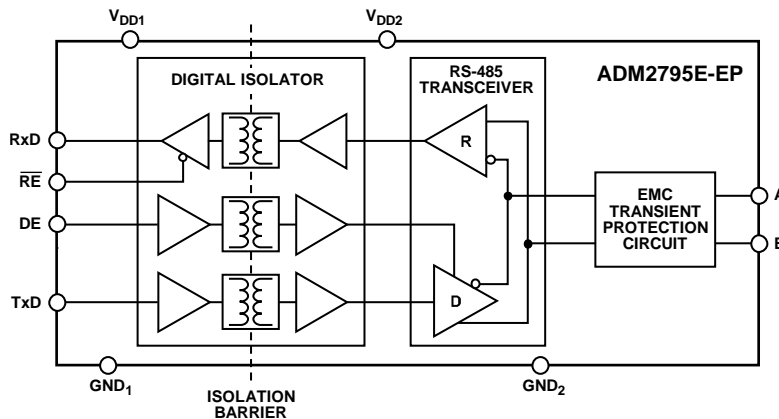 VDD1
VDD2
DIGITAL ISOLATOR
RS-485
TRANSCEIVER
ADM2795E-EP
RxD
R
RE
EMC
TRANSIENT
PROTECTION
CIRCUIT
A
DE
B
TxD
D
GND1
GND2
ISOLATION
BARRIER